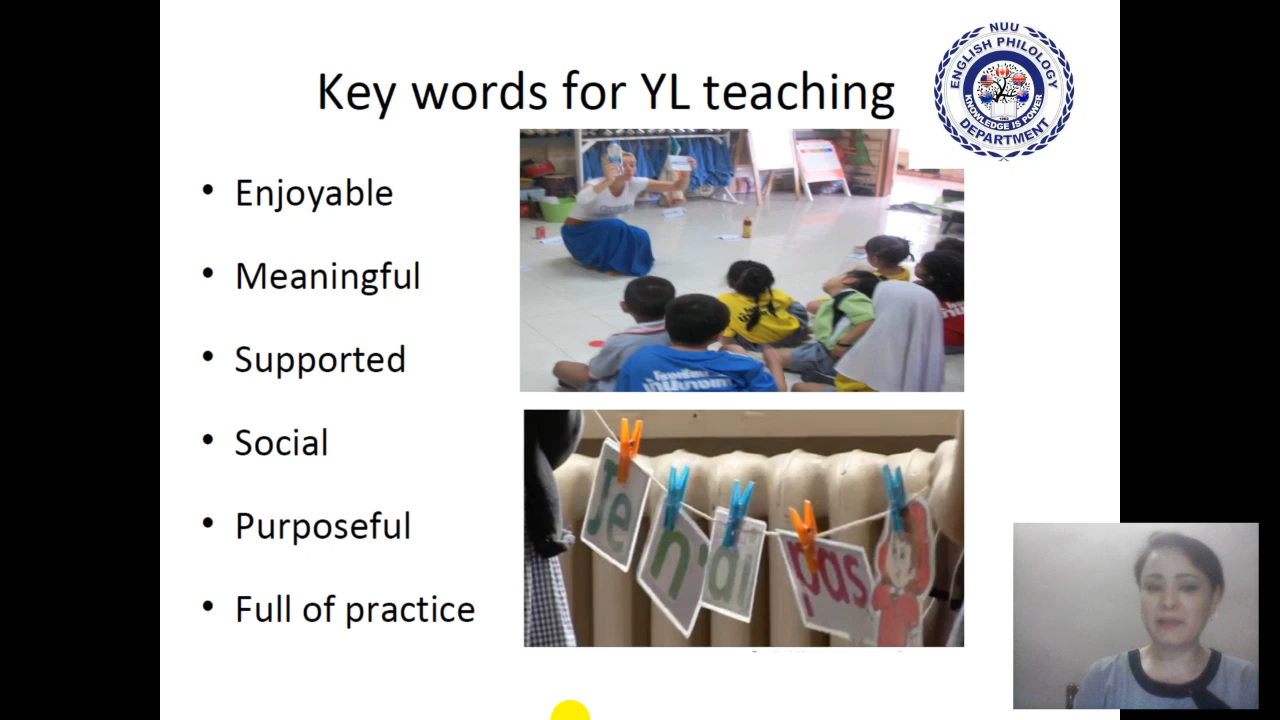 Key words for YL teaching
NUU
ENGLISH PHILOLOGY
KNOWLEDGE IS POWER
DEPARTMENT
• Enjoyable
• Meaningful
• Supported
• Social
• Purposeful
• Full of practice
Je n'ai pas